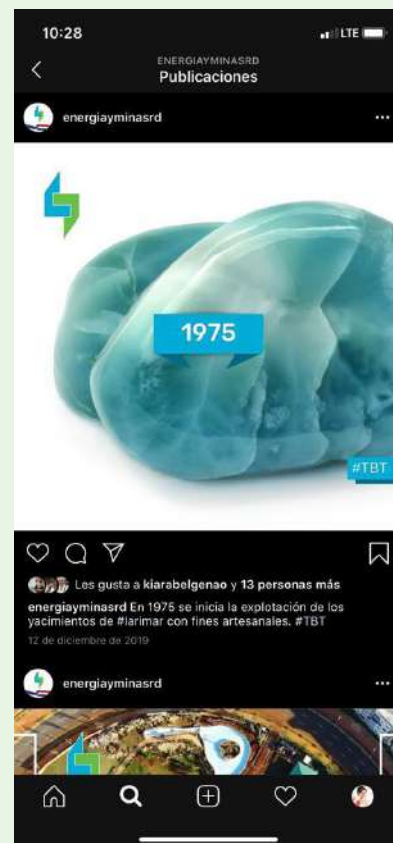 10:28
LTE
ENERGIAYMINASRD
Publicaciones
energiayminasrd
1975
#TBT
Les gusta a kiarabelgenao y 13 personas más
energiayminasrd En 1975 se inicia la explotación de los
yacimientos de #larimar con fines artesanales. #TBT
12 de diciembre de 2019
energiayminasrd